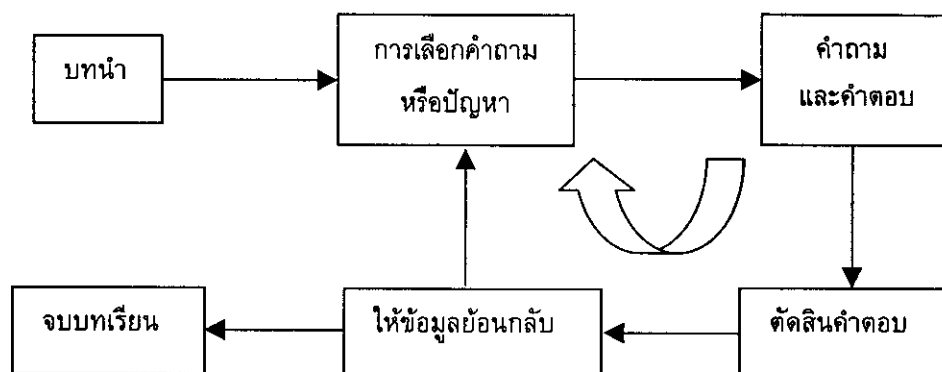 บทนำ
การเลือกคำถาม
หรือปัญหา
คำถาม
และคำตอบ
จบบทเรียน
ให้ข้อมูลย้อนกลับ
ตัดสินคำตอบ